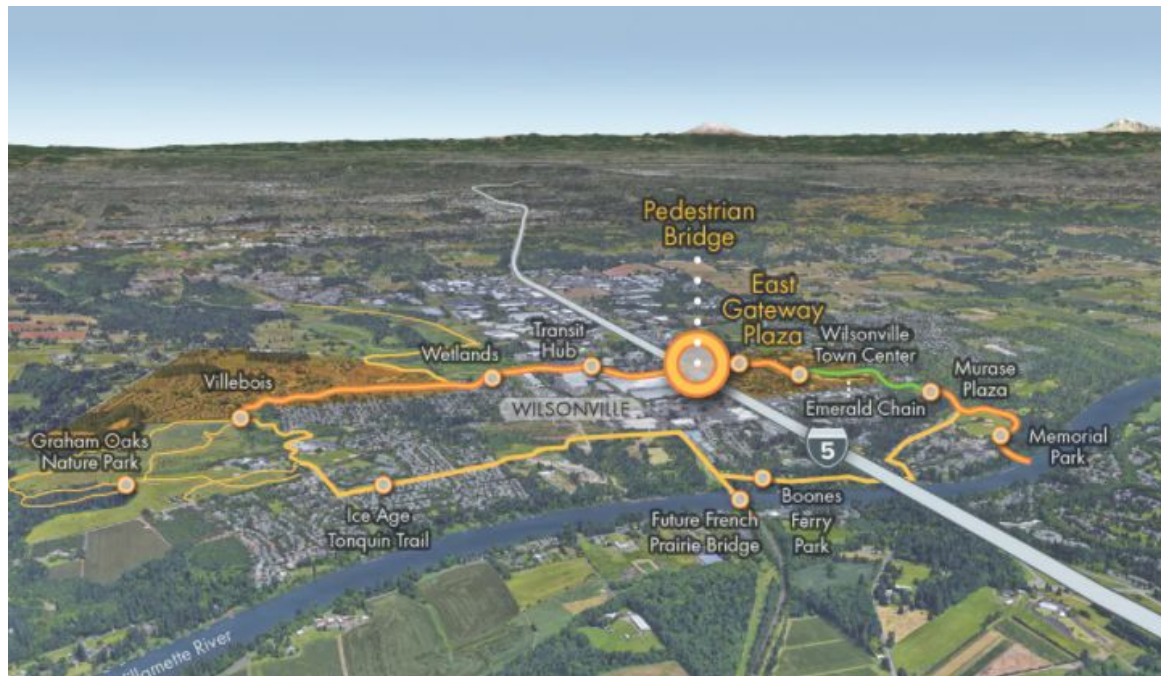 Pedestrian
Bridge
East
Gateway
Plaza
Transit
Hub
Wilsonville
Town Center
Wetlands
Villebois
Murase
Plaza
WILSONVILLE
Emerald Chain
Graham Oaks
Nature Park
Memorial
Park
5
Ice Age
Tonquin Trail
Future French
Prairie Bridge
Boones
Ferry
Park
Willamette River